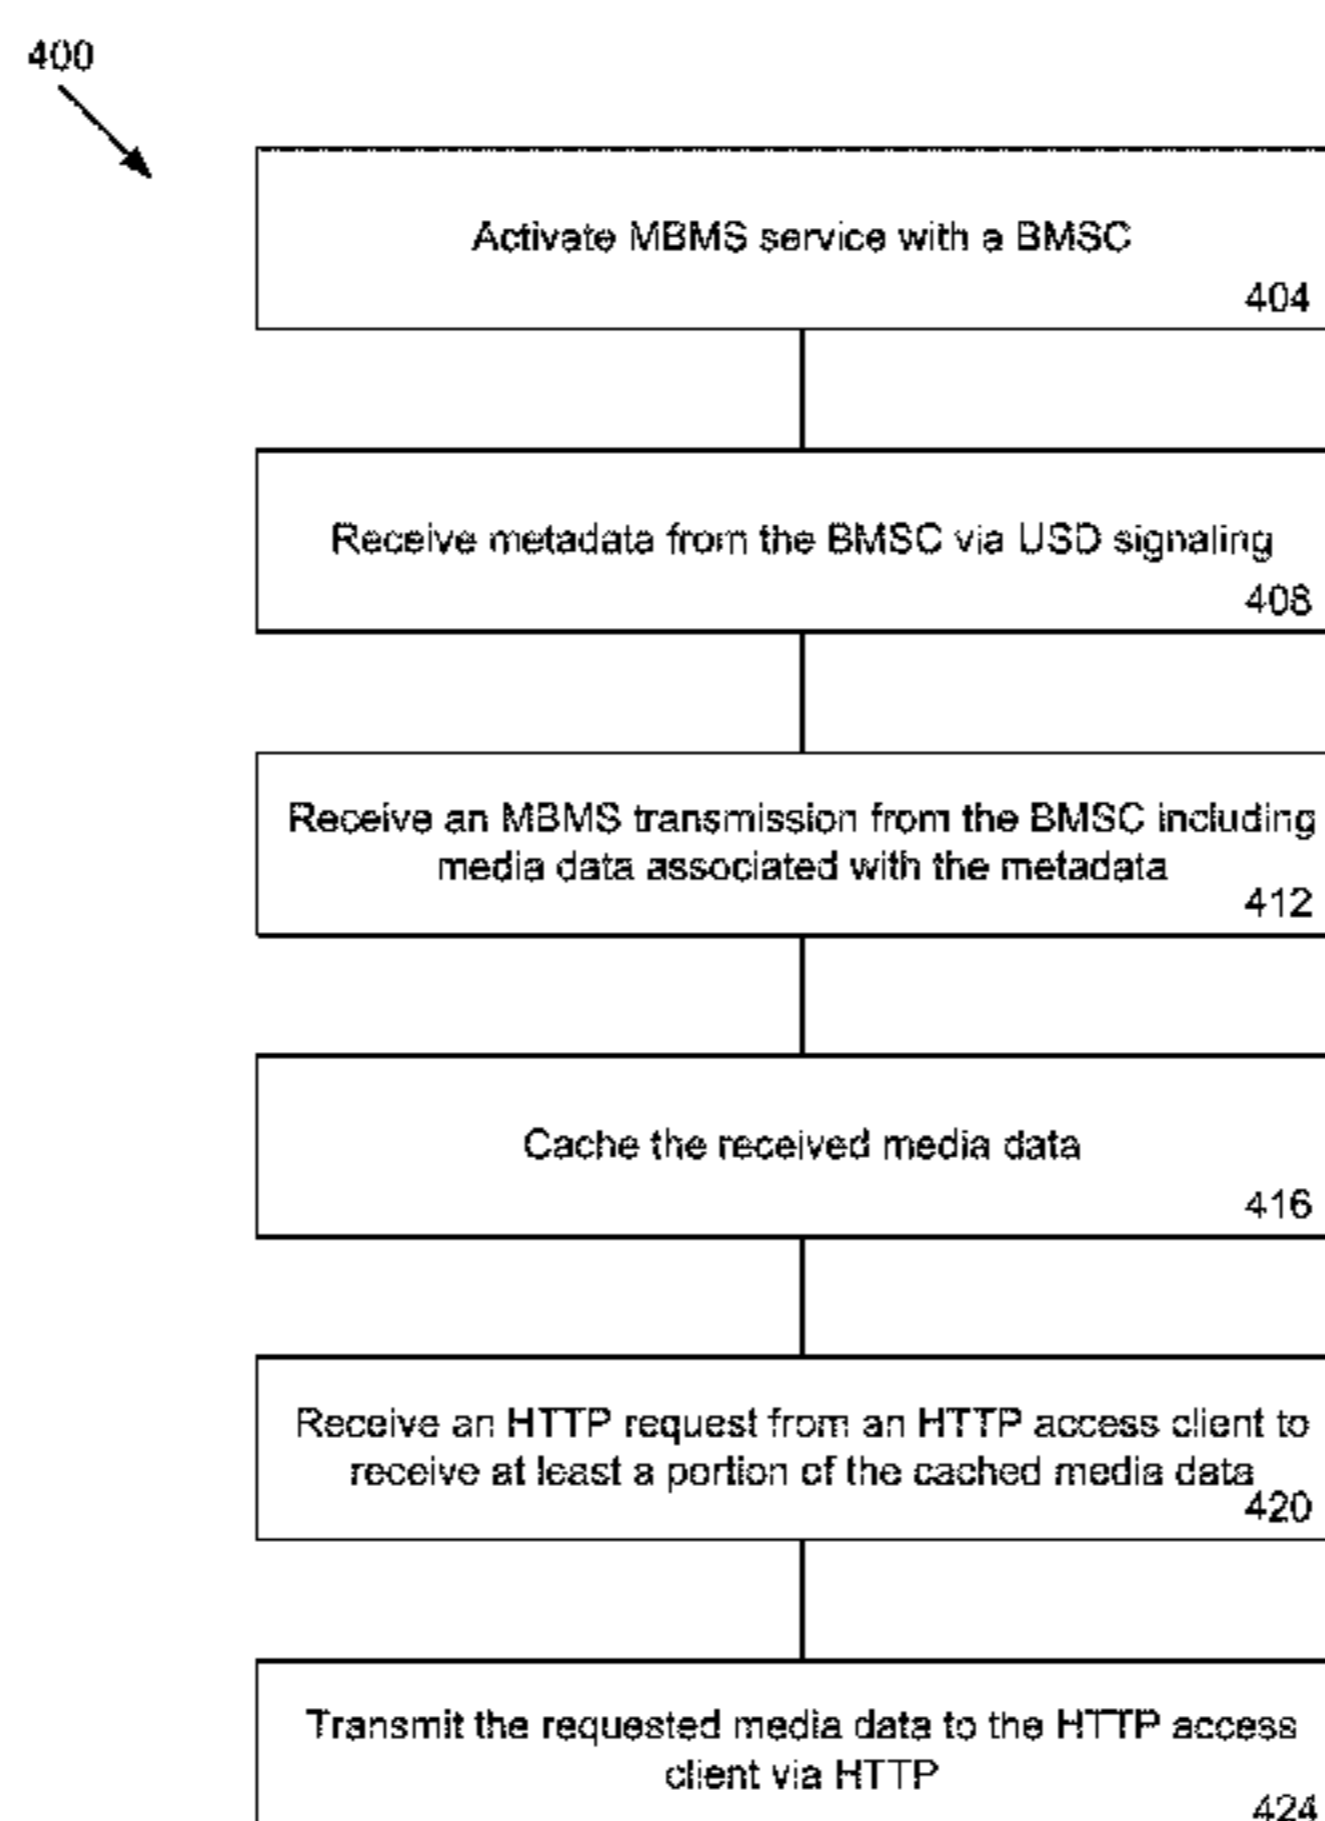 400
Activate MBMS service with a BMSC
404
Receive metadata from the BMSC via USD signaling
408
Receive an MBMS transmission from the BMSC including
media data associated with the metadata
412
Cache the received media data
416
Receive an HTTP request from an HTTP access client to
receive at least a portion of the cached media data
420
Transmit the requested media data to the HTTP access
client via HTTP
424